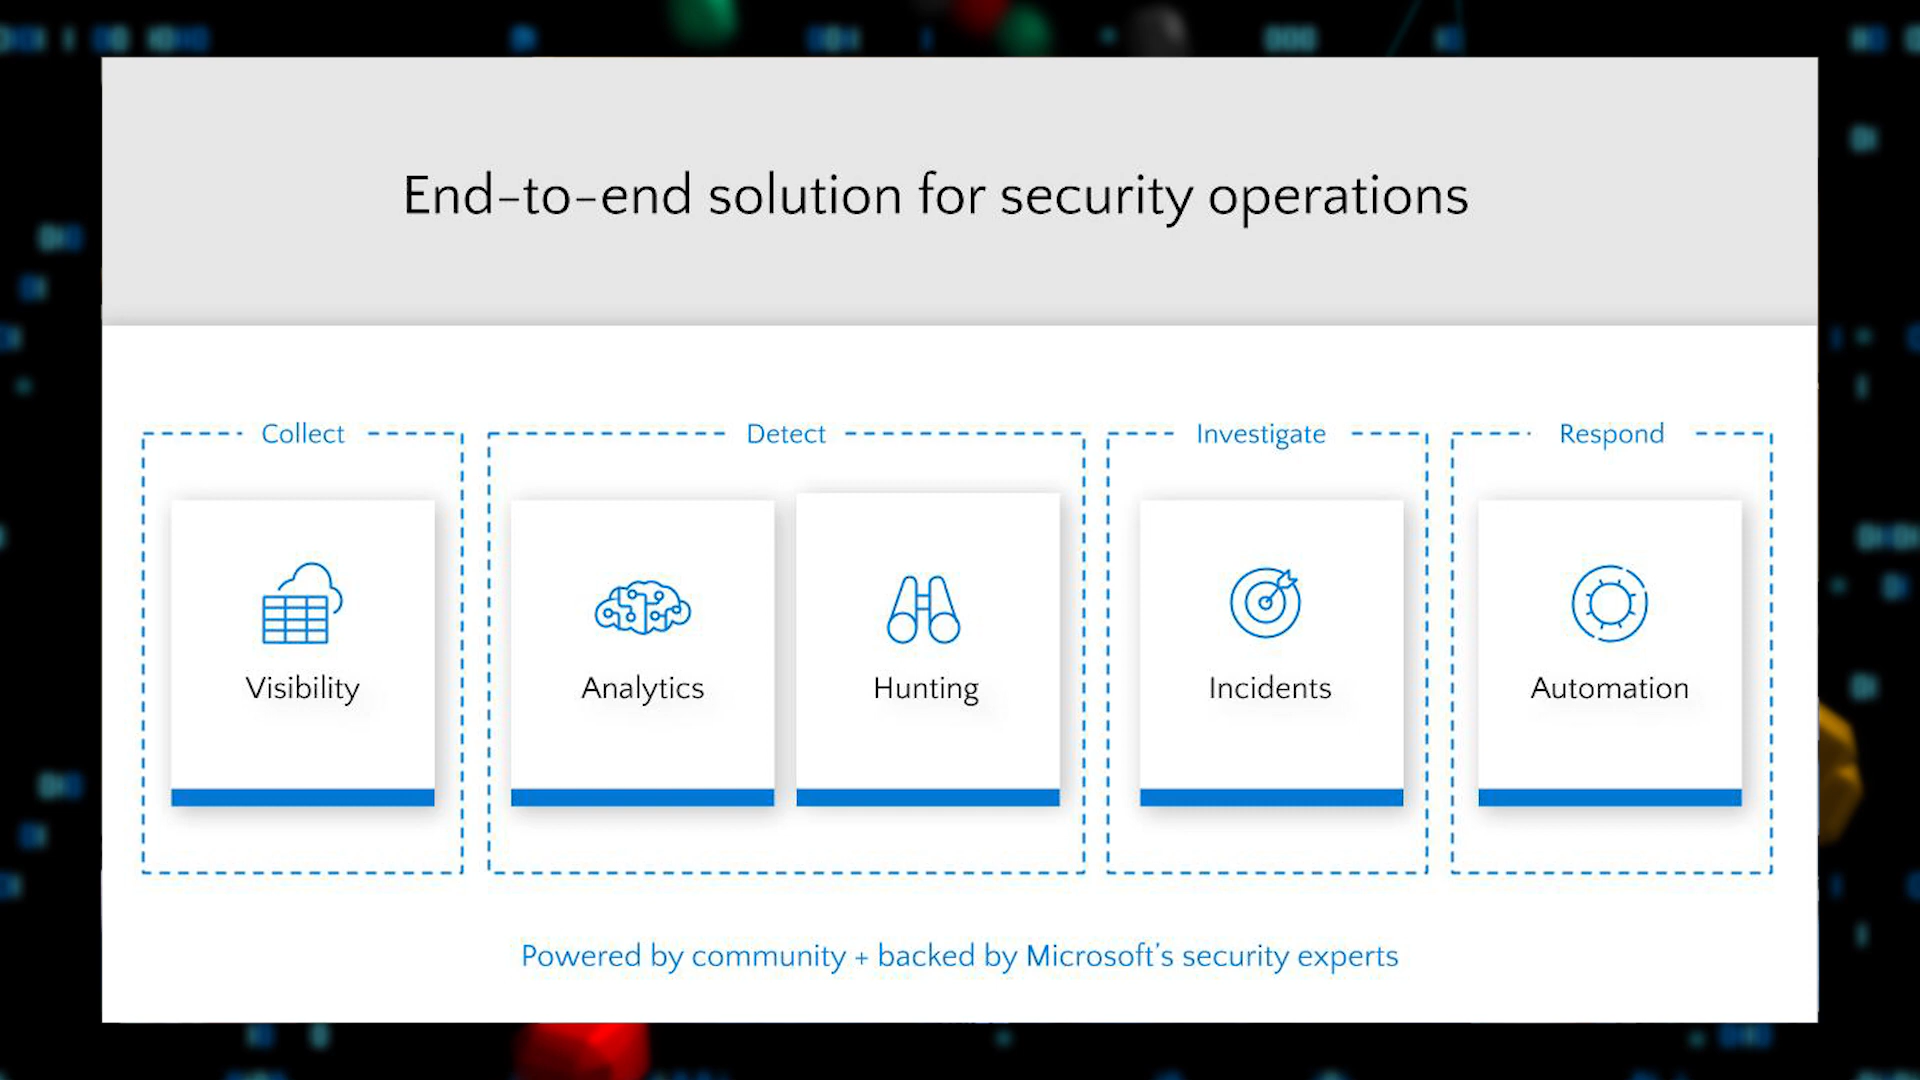 End-to-end solution for security operations
Collect
Detect
Investigate
Respond
Visibility
Analytics
Hunting
Incidents
Automation
Powered by community + backed by Microsoft's security experts